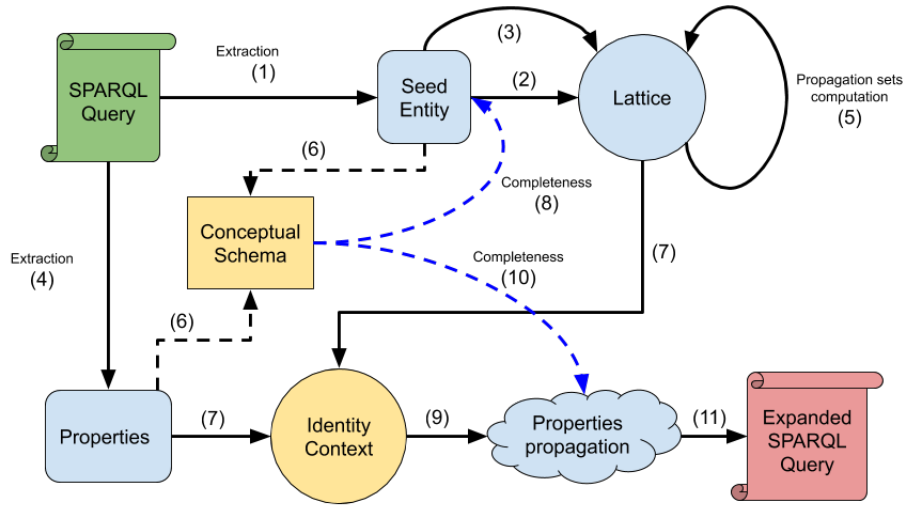 (3)
Extraction
(1)
SPARQL
Query
Seed
Entity
(2)
Lattice
Propagation sets
computation
(5)
(6)
Completeness
(8)
Conceptual
Schema
Extraction
(4)
Completeness
(10)
(7)
(6)
Properties
(7)
Identity
Context
(9)
Properties
propagation
(11)
Expanded
SPARQL
Query